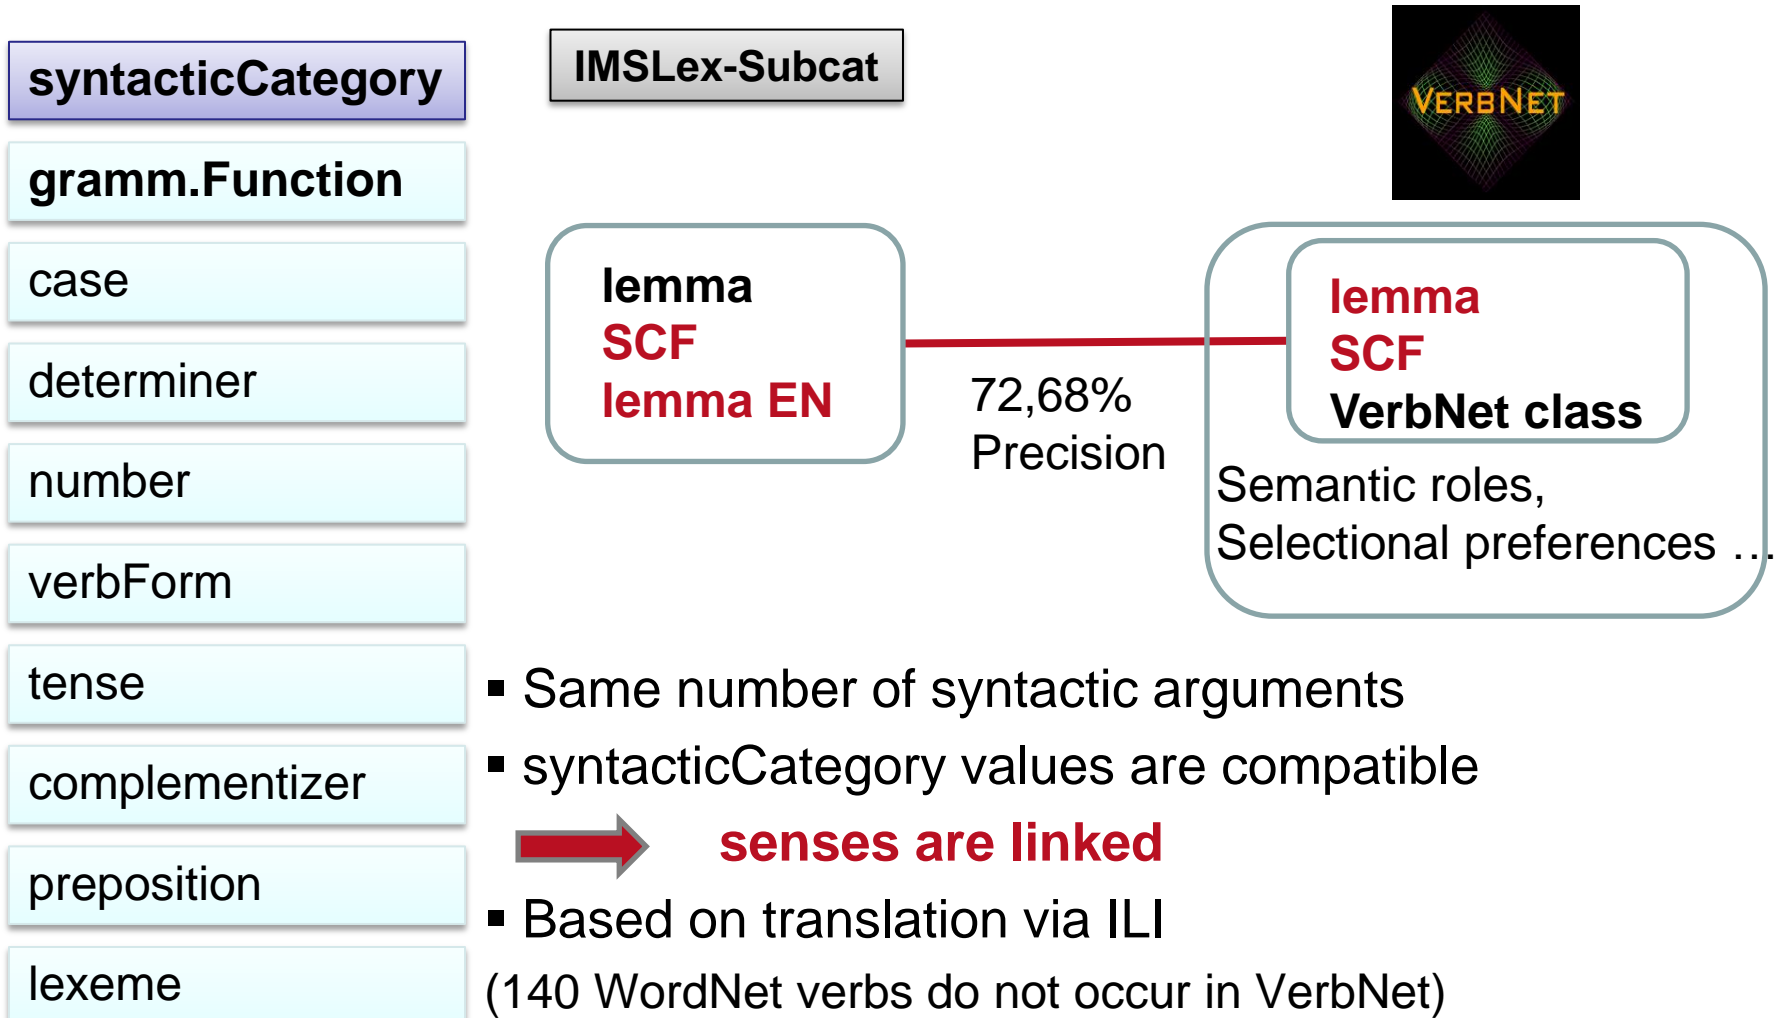 syntacticCategory
gramm.Function
case
determiner
number
verbForm
tense
complementizer
preposition
lexeme
IMSLex-Subcat
VERBNET
lemma
SCF
lemma EN
72,68%
Precision
lemma
SCF
VerbNet class
Semantic roles,
Selectional preferences …
▪ Same number of syntactic arguments
▪ syntacticCategory values are compatible
senses are linked
▪ Based on translation via ILI
(140 WordNet verbs do not occur in VerbNet)